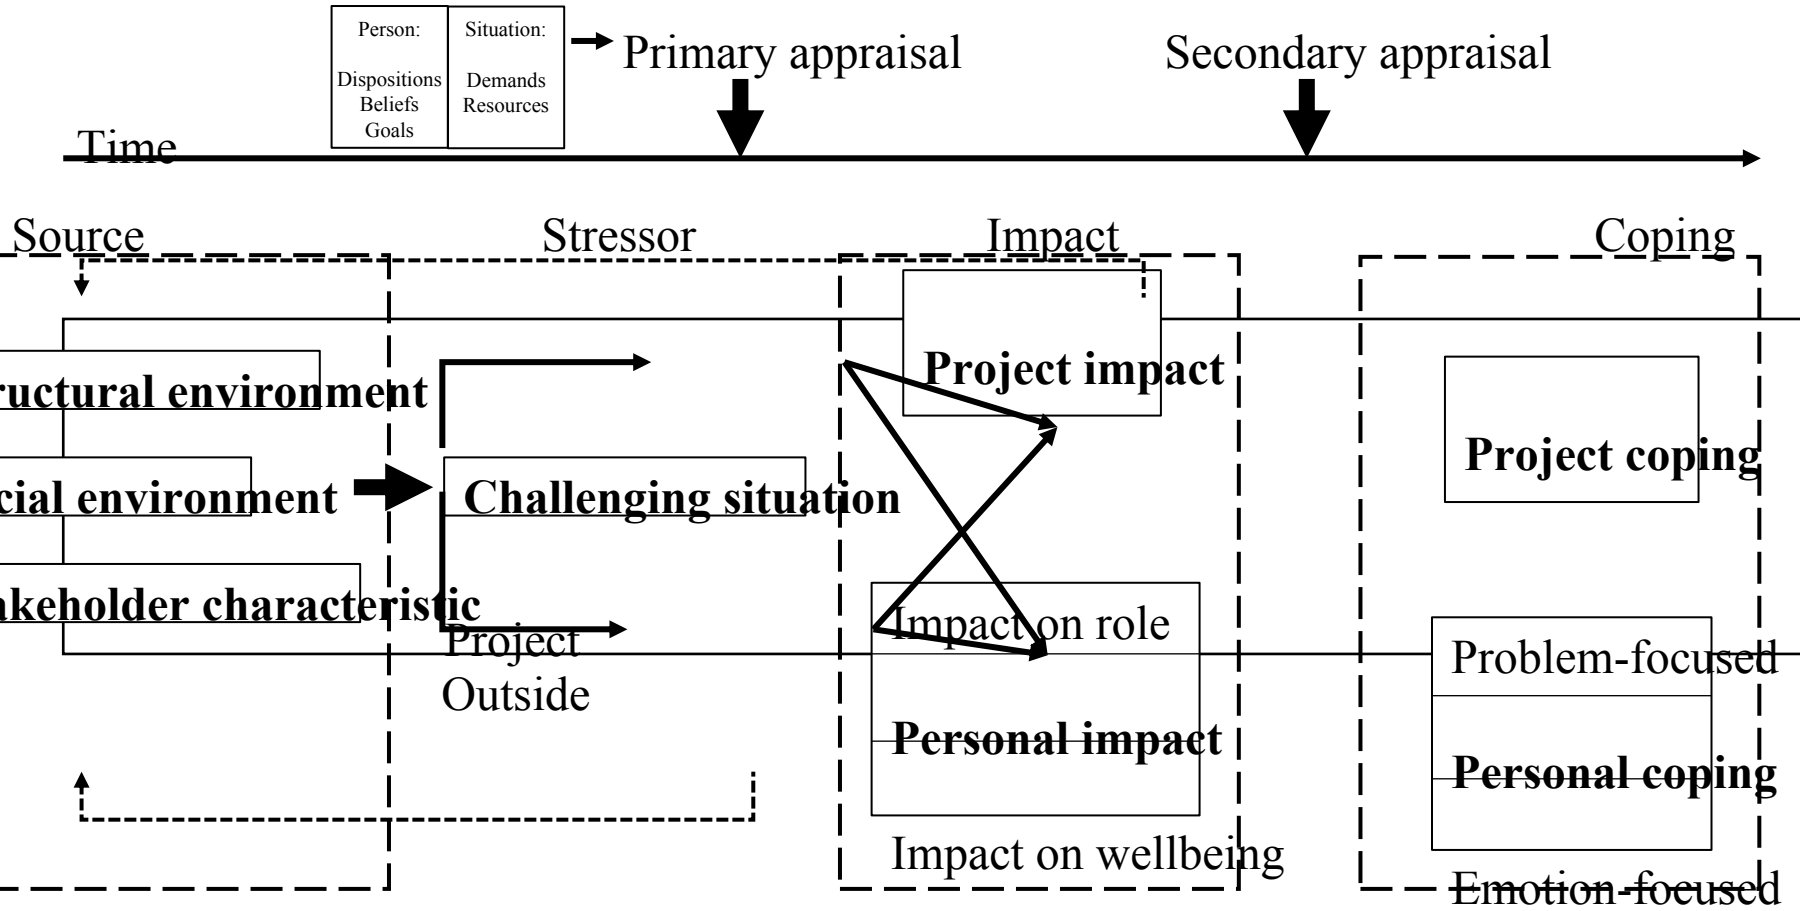 Person:
Situation:
Dispositions
Beliefs
Goals
Demands
Resources
Primary appraisal
Secondary appraisal
Time
Source
Stressor
Impact
Coping
ructural environment
cial environment
akeholder characteristic
Challenging situation
Project
Outside
Project impact
Impact on role
Personal impact
Impact on wellbeing
Project coping
Problem-focused
Personal coping
Emotion-focused